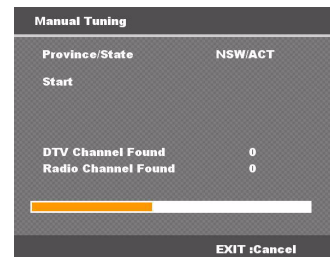 Manual Tuning
Province/State NSW/ACT
Start
DTV Channel Found 0
Radio Channel Found 0
EXIT :Cancel